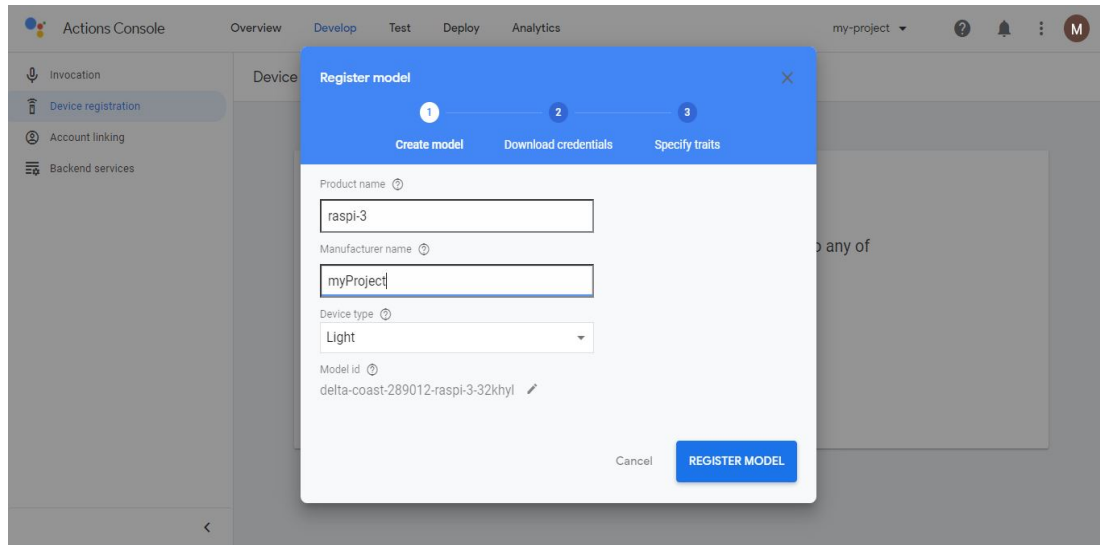 Actions Console
Overview Develop Test Deploy Analytics
my-project
M
Invocation
Device registration
Account linking
Backend services
Device
Register model
1 2 3
Create model Download credentials Specify traits
Product name
raspi-3
Manufacturer name
myProject
Device type
Light
Model id
delta-coast-289012-raspi-3-32khyl
Cancel REGISTER MODEL
any of